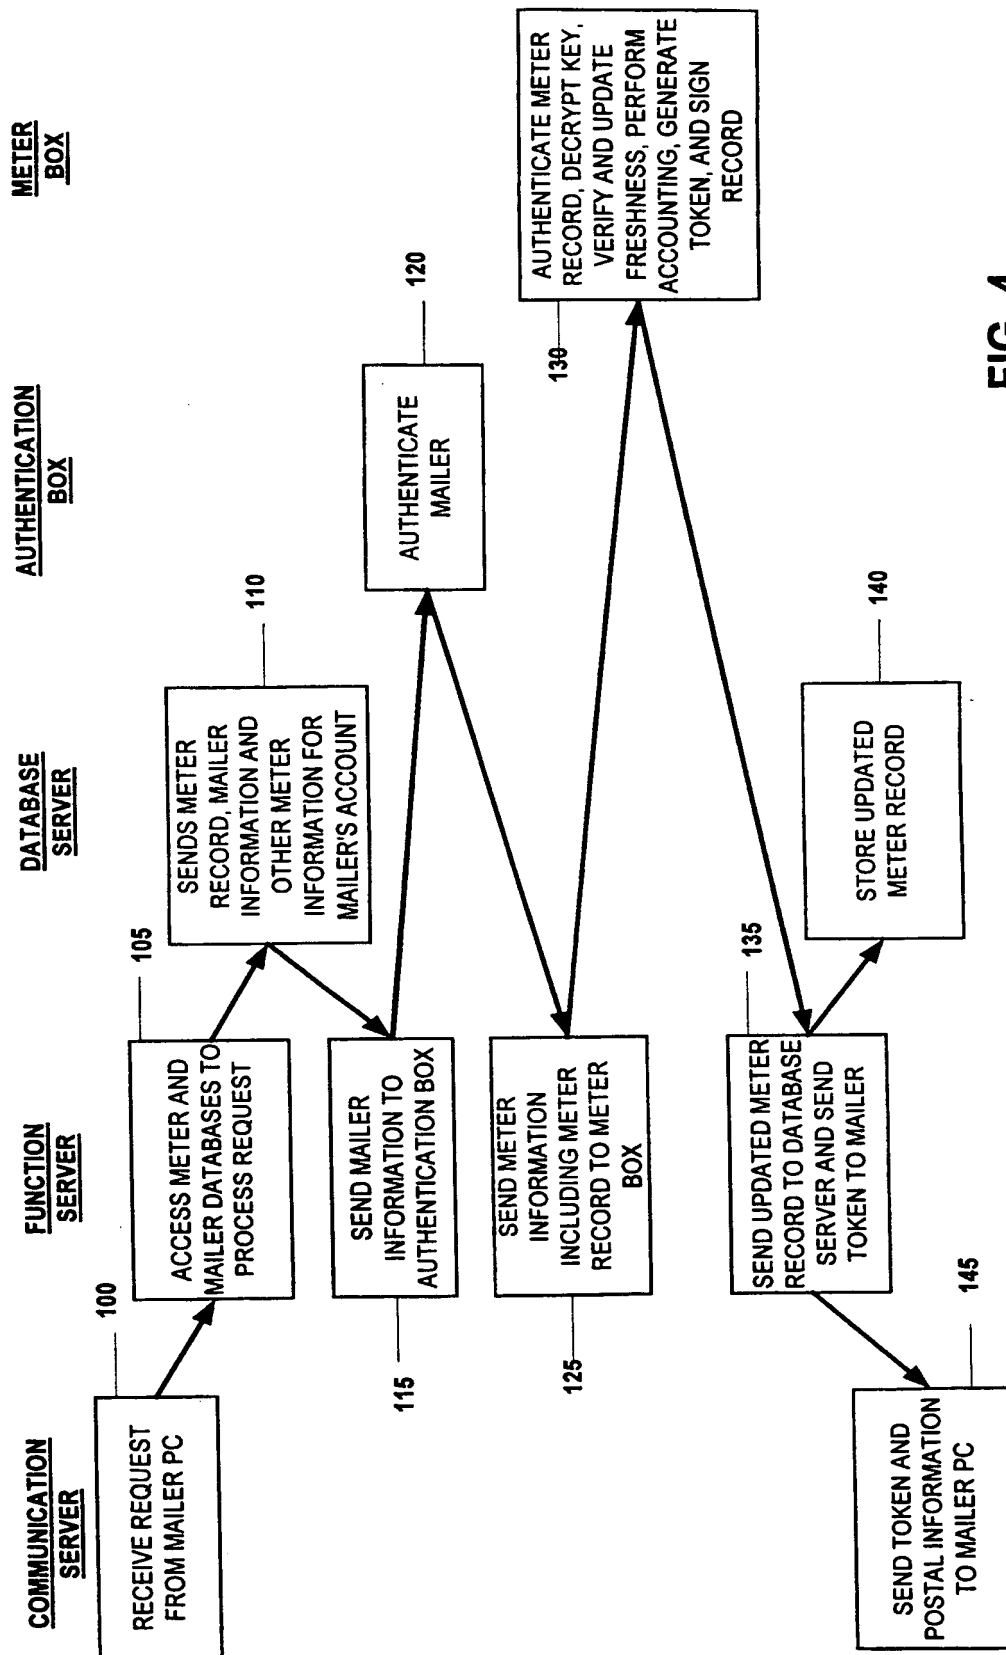 COMMUNICATION
SERVER
FUNCTION
SERVER
DATABASE
SERVER
AUTHENTICATION
BOX
METER
BOX
100
RECEIVE REQUEST
FROM MAILER PC
105
ACCESS METER AND
MAILER DATABASES TO
PROCESS REQUEST
110
SENDS METER
RECORD, MAILER
INFORMATION AND
OTHER METER
INFORMATION FOR
MAILER'S ACCOUNT
115
SEND MAILER
INFORMATION TO
AUTHENTICATION BOX
120
AUTHENTICATE
MAILER
125
SEND METER
INFORMATION
INCLUDING METER
RECORD TO METER
BOX
130
AUTHENTICATE METER
RECORD, DECRYPT KEY,
VERIFY AND UPDATE
FRESHNESS, PERFORM
ACCOUNTING, GENERATE
TOKEN, AND SIGN
RECORD
135
SEND UPDATED METER
RECORD TO DATABASE
SERVER AND SEND
TOKEN TO MAILER
140
STORE UPDATED
METER RECORD
145
SEND TOKEN AND
POSTAL INFORMATION
TO MAILER PC
FIG. 4